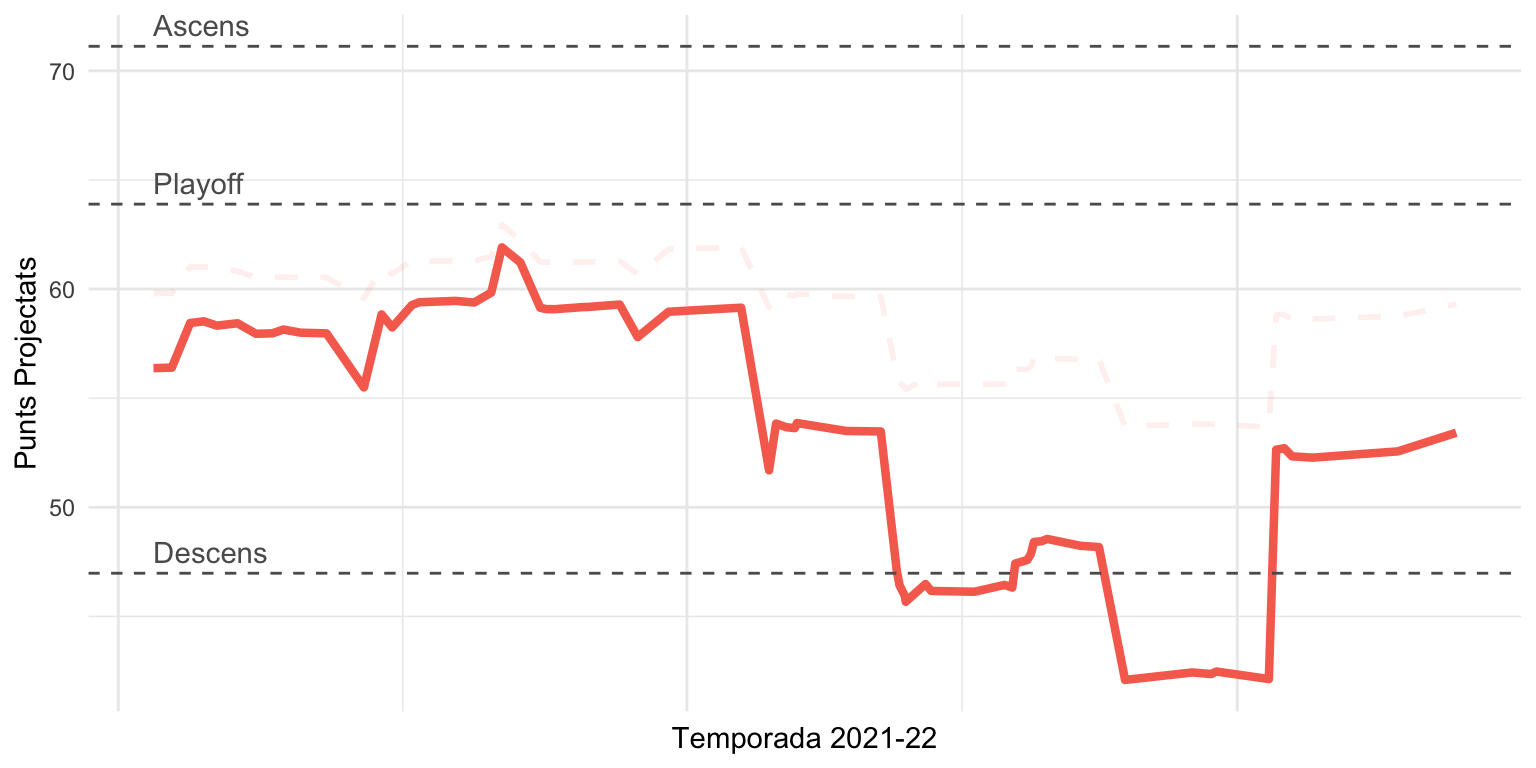 Ascens
70
Playoff
60
50
Descens
Punts Projectats
Temporada 2021-22